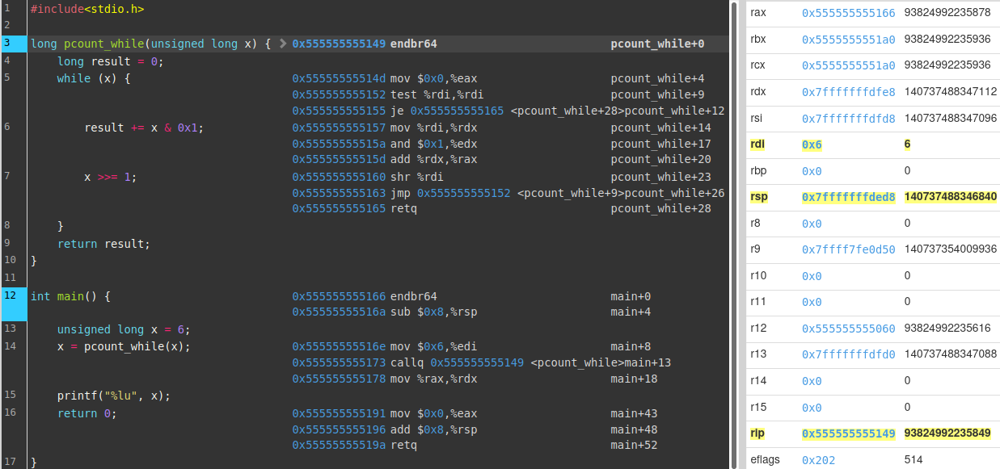 1 #include<stdio.h>
2
3 long pcount_while(unsigned long x) { 0x555555555149 endbr64 pcount_while+0
4 long result = 0;
5 while (x) { 0x55555555514d mov $0x0,%eax pcount_while+4
0x555555555152 test %rdi,%rdi pcount_while+9
0x555555555155 je 0x555555555165 <pcount_while+28>pcount_while+12
6 result += x & 0x1; 0x555555555157 mov %rdi,%rdx pcount_while+14
0x55555555515a and $0x1,%edx pcount_while+17
0x55555555515d add %rdx,%rax pcount_while+20
7 x >>= 1; 0x555555555160 shr %rdi pcount_while+23
0x555555555163 jmp 0x555555555152 <pcount_while+9>pcount_while+26
0x555555555165 retq pcount_while+28
8 }
9 return result;
10 }
11
12 int main() { 0x555555555166 endbr64 main+0
0x55555555516a sub $0x8,%rsp main+4
13 unsigned long x = 6;
14 x = pcount_while(x); 0x55555555516e mov $0x6,%edi main+8
0x555555555173 callq 0x555555555149 <pcount_while>main+13
0x555555555178 mov %rax,%rdx main+18
15 printf("%lu", x);
16 return 0; 0x555555555191 mov $0x0,%eax main+43
0x555555555196 add $0x8,%rsp main+48
0x55555555519a retq main+52
17 }
rax 0x555555555166 93824992235878
rbx 0x5555555551a0 93824992235936
rcx 0x5555555551a0 93824992235936
rdx 0x7fffffffdfe8 140737488347112
rsi 0x7fffffffdfd8 140737488347096
rdi 0x6 6
rbp 0x0 0
rsp 0x7fffffffded8 140737488346840
r8 0x0 0
r9 0x7ffff7fe0d50 140737354009936
r10 0x0 0
r11 0x0 0
r12 0x555555555060 93824992235616
r13 0x7fffffffdfd0 140737488347088
r14 0x0 0
r15 0x0 0
rip 0x555555555149 93824992235849
eflags 0x202 514